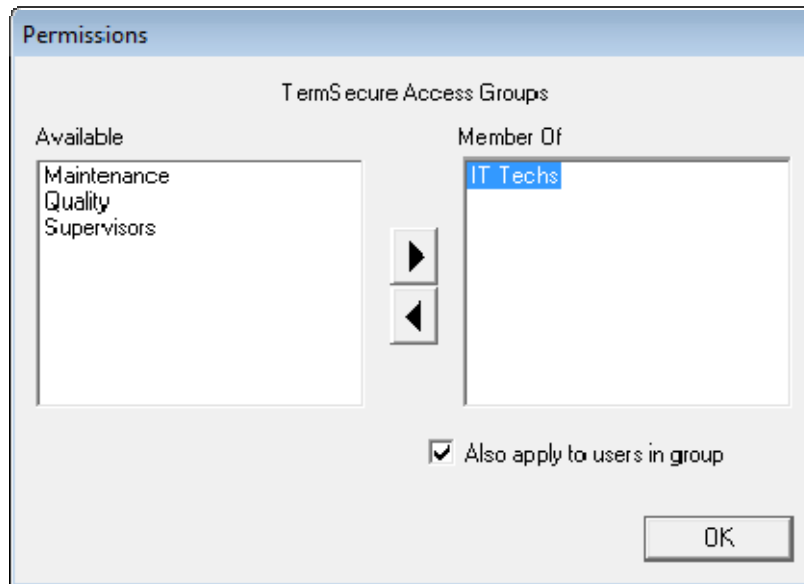 Permissions
TermSecure Access Groups
Available
Member Of
Maintenance
Quality
Supervisors
IT Techs
Also apply to users in group
OK